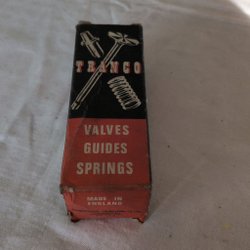 TRANCO
VALVES
GUIDES
SPRINGS
MADE IN
ENGLAND